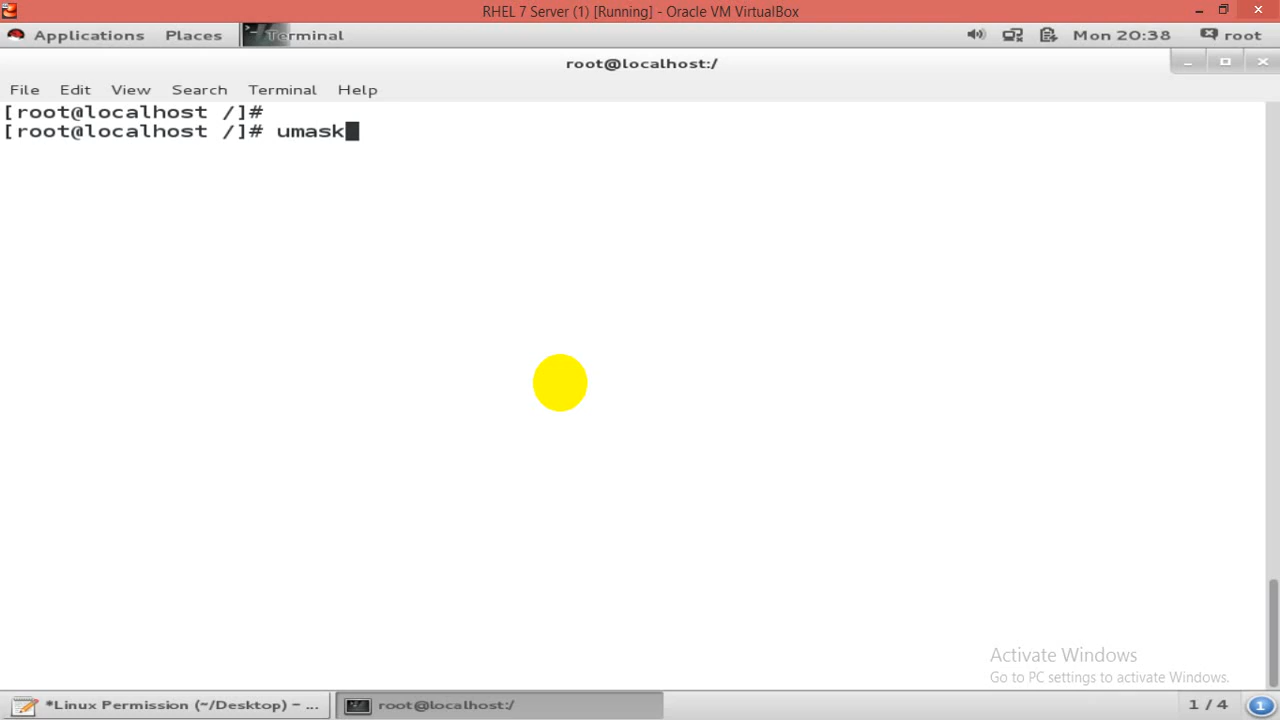 RHEL 7 Server (1) [Running] - Oracle VM VirtualBox
Applications Places Terminal Mon 20:38 root
root@localhost:/
File Edit View Search Terminal Help
[root@localhost /]#
[root@localhost /]# umask
Activate Windows
Go to PC settings to activate Windows.
*Linux Permission (~/Desktop) – ... root@localhost:/ 1 / 4 1